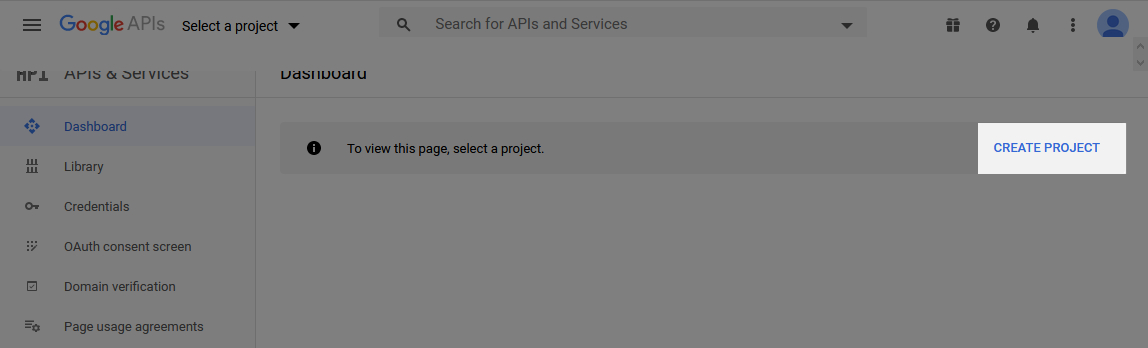 Google APIs Select a project Search for APIs and Services
API APIs & Services Dashboard
Dashboard
To view this page, select a project. CREATE PROJECT
Library
Credentials
OAuth consent screen
Domain verification
Page usage agreements